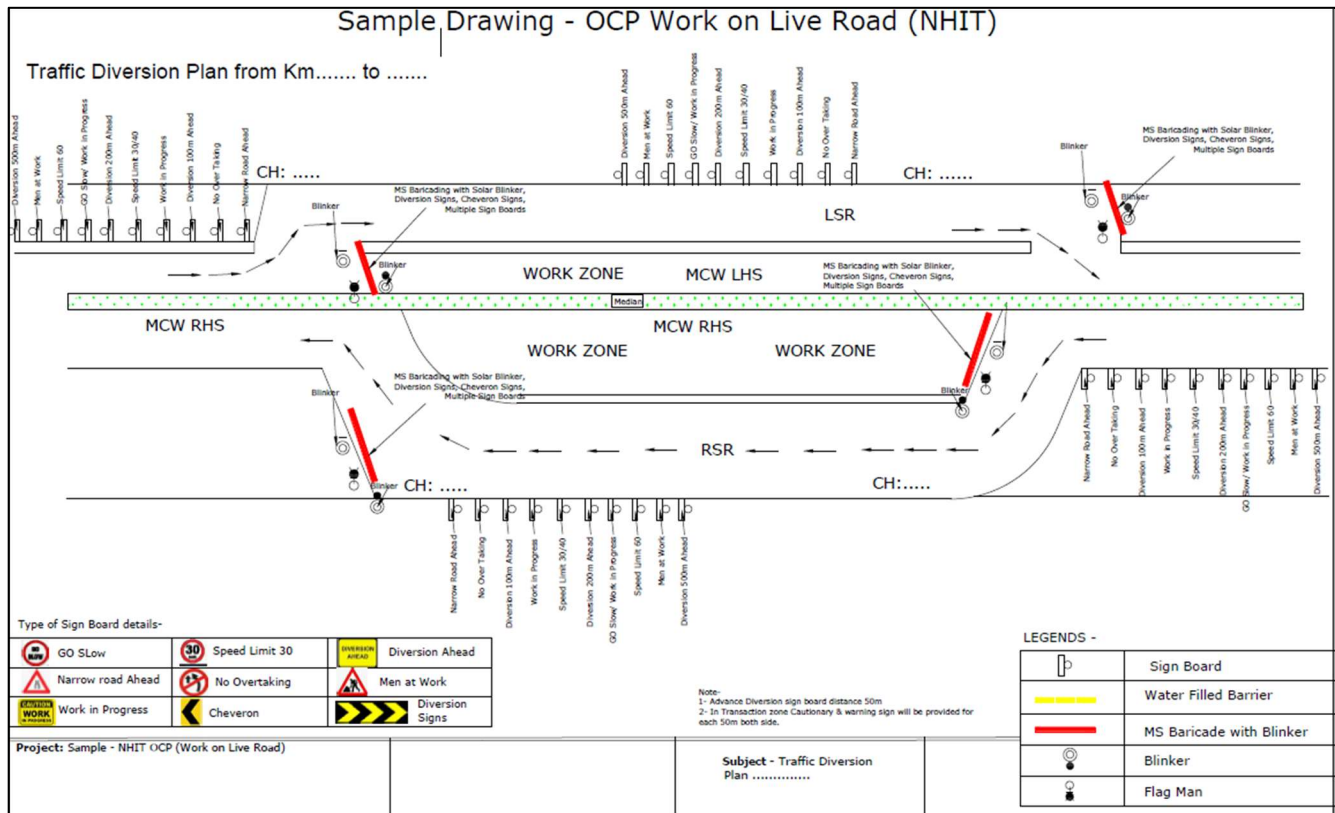 Sample Drawing - OCP Work on Live Road (NHIT)
Traffic Diversion Plan from Km....... to .......
Diversion 500m Ahead
Men at Work
Speed Limit 60
GO Slow/ Work in Progress
Diversion 200m Ahead
Speed Limit 30/40
Work in Progress
Diversion 100m Ahead
No Over Taking
Narrow Road Ahead
CH: .....
Diversion 500m Ahead
Men at Work
Speed Limit 60
GO Slow/ Work in Progress
Diversion 200m Ahead
Speed Limit 30/40
Work in Progress
Diversion 100m Ahead
No Over Taking
Narrow Road Ahead
CH: ......
MS Baricading with Solar Blinker,
Diversion Signs, Cheveron Signs,
Multiple Sign Boards
Blinker
Blinker
MS Baricading with Solar Blinker,
Diversion Signs, Cheveron Signs,
Multiple Sign Boards
Blinker
Blinker
LSR
WORK ZONE
MCW LHS
MS Baricading with Solar Blinker,
Diversion Signs, Cheveron Signs,
Multiple Sign Boards
Median
MCW RHS
MCW RHS
WORK ZONE
WORK ZONE
Blinker
MS Baricading with Solar Blinker,
Diversion Signs, Cheveron Signs,
Multiple Sign Boards
Blinker
Blinker
RSR
CH: .....
CH:.....
Narrow Road Ahead
No Over Taking
Diversion 100m Ahead
Work in Progress
Speed Limit 30/40
Diversion 200m Ahead
GO Slow/ Work in Progress
Speed Limit 60
Men at Work
Diversion 500m Ahead
Narrow Road Ahead
No Over Taking
Diversion 100m Ahead
Work in Progress
Speed Limit 30/40
Diversion 200m Ahead
GO Slow/ Work in Progress
Speed Limit 60
Men at Work
Diversion 500m Ahead
Type of Sign Board details-
GO SLOW
GO SLow
30
Speed Limit 30
DIVERSION
AHEAD
Diversion Ahead
Narrow road Ahead
No Overtaking
Men at Work
CAUTION
WORK
IN PROGRESS
Work in Progress
Cheveron
Diversion
Signs
Note-
1- Advance Diversion sign board distance 50m
2- In Transaction zone Cautionary & warning sign will be provided for
each 50m both side.
LEGENDS -
Sign Board
Water Filled Barrier
MS Baricade with Blinker
Blinker
Flag Man
Project: Sample - NHIT OCP (Work on Live Road)
Subject - Traffic Diversion
Plan ..............